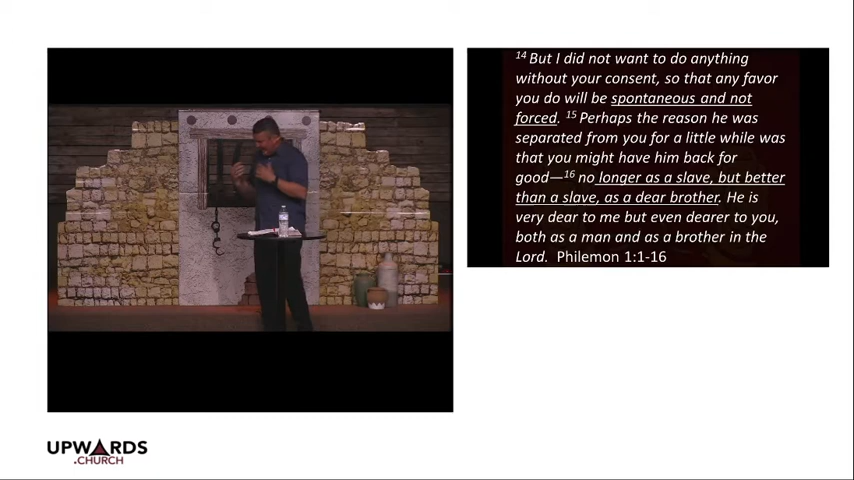 14 But I did not want to do anything
without your consent, so that any favor
you do will be spontaneous and not
forced. 15 Perhaps the reason he was
separated from you for a little while was
that you might have him back for
good—16 no longer as a slave, but better
than a slave, as a dear brother. He is
very dear to me but even dearer to you,
both as a man and as a brother in the
Lord. Philemon 1:1-16
UPWARDS
.CHURCH